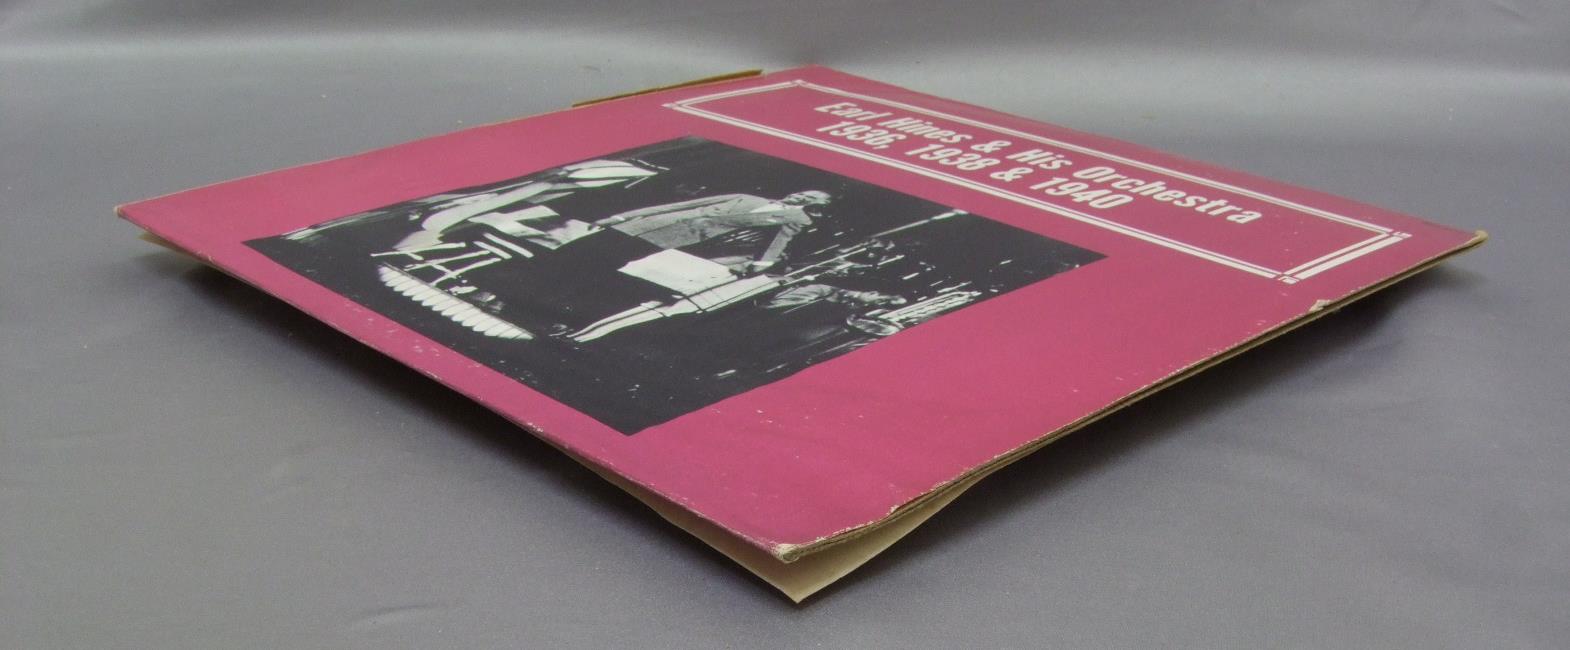 Earl Hines & His Orchestra
1936, 1938 & 1940